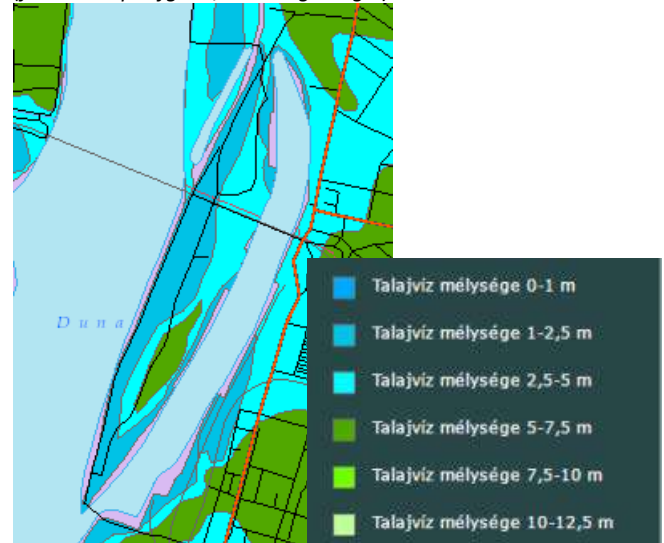 Duna
Talajvíz mélysége 0-1 m
Talajvíz mélysége 1-2,5 m
Talajvíz mélysége 2,5-5 m
Talajvíz mélysége 5-7,5 m
Talajvíz mélysége 7,5-10 m
Talajvíz mélysége 10-12,5 m